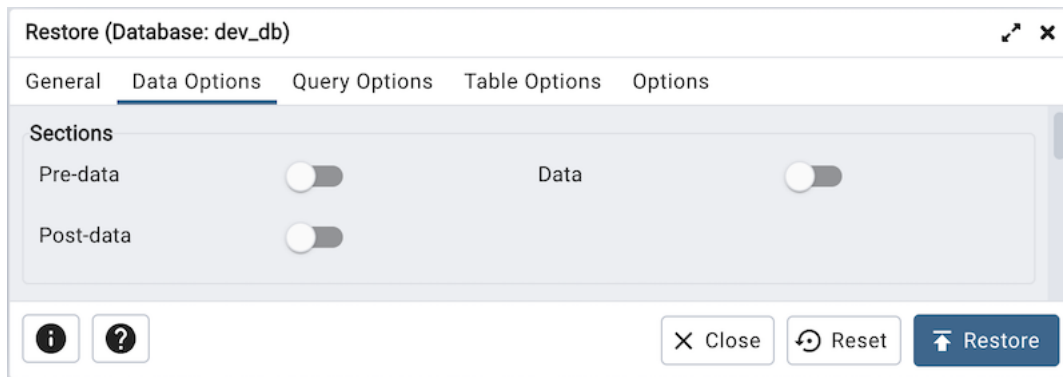 Restore (Database: dev_db)
General Data Options Query Options Table Options Options
Sections
Pre-data Data
Post-data
Close Reset Restore